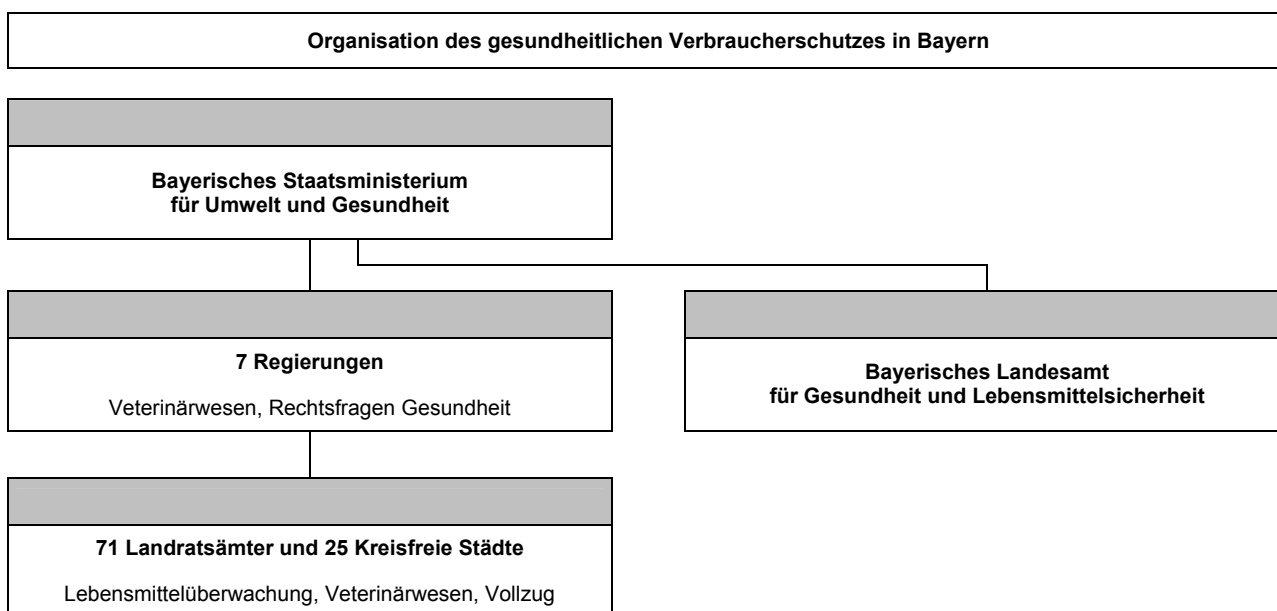 Organisation des gesundheitlichen Verbraucherschutzes in Bayern
Bayerisches Staatsministerium
für Umwelt und Gesundheit
7 Regierungen
Veterinärwesen, Rechtsfragen Gesundheit
Bayerisches Landesamt
für Gesundheit und Lebensmittelsicherheit
71 Landratsämter und 25 Kreisfreie Städte
Lebensmittelüberwachung, Veterinärwesen, Vollzug